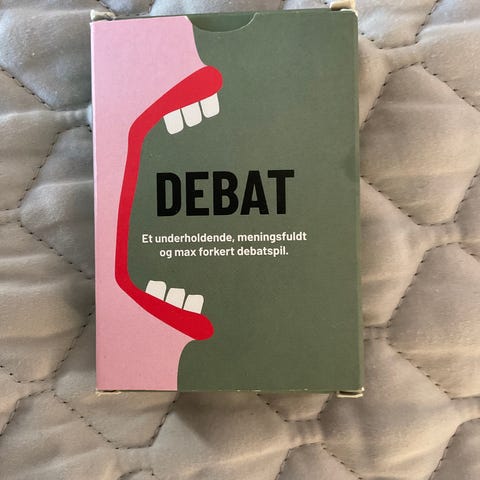 DEBAT
Et underholdende, meningsfuldt
og max forkert debatspil.